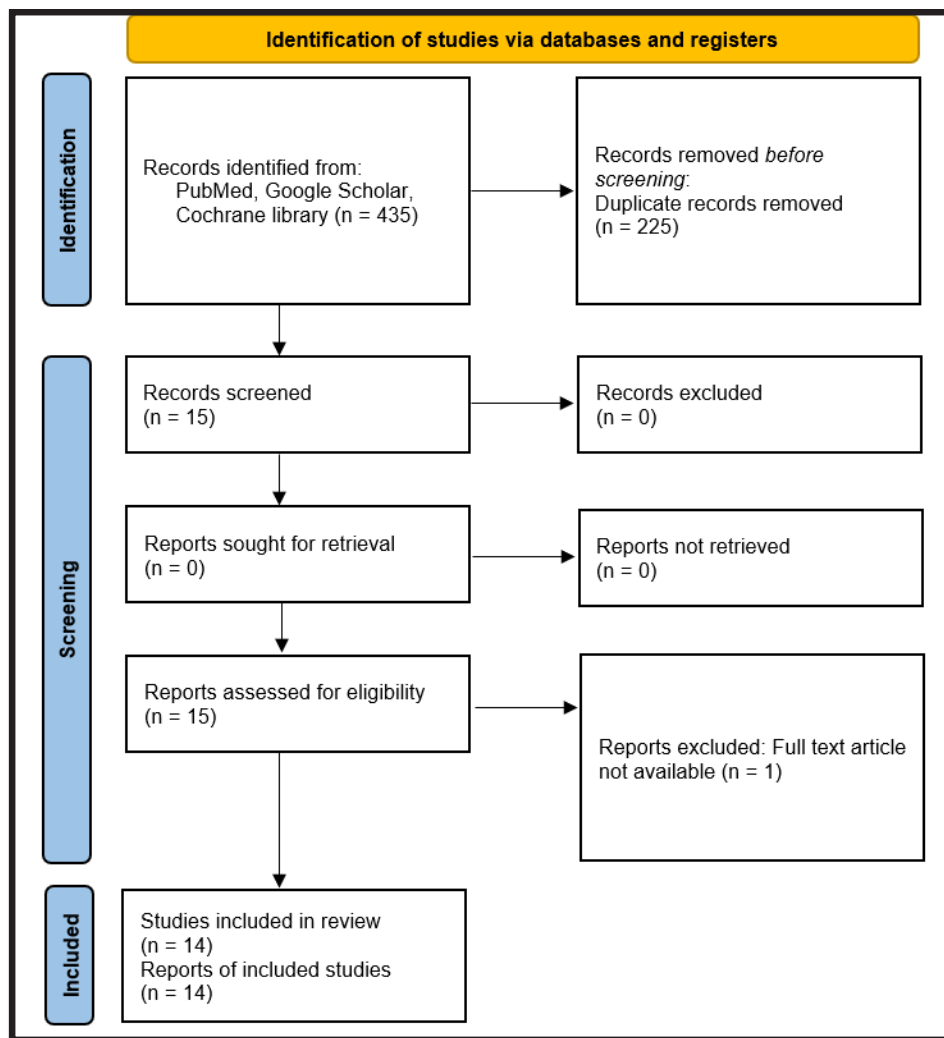 Identification of studies via databases and registers
Identification
Records identified from:
PubMed, Google Scholar,
Cochrane library (n = 435)
Records removed before
screening:
Duplicate records removed
(n = 225)
Screening
Records screened
(n = 15)
Records excluded
(n = 0)
Reports sought for retrieval
(n = 0)
Reports not retrieved
(n = 0)
Reports assessed for eligibility
(n = 15)
Reports excluded: Full text article
not available (n = 1)
Included
Studies included in review
(n = 14)
Reports of included studies
(n = 14)